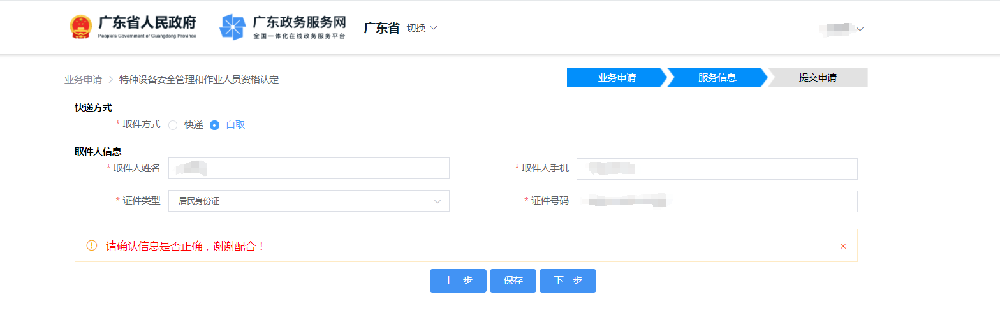 广东省人民政府
People's Government of Guangdong Province
广东政务服务网
全国一体化在线政务服务平台
广东省 切换
业务申请 > 特种设备安全管理和作业人员资格认定
业务申请 服务信息 提交申请
快递方式
* 取件方式 快递 自取
取件人信息
* 取件人姓名
* 取件人手机
* 证件类型 居民身份证
* 证件号码
请确认信息是否正确，谢谢配合！
上一步 保存 下一步